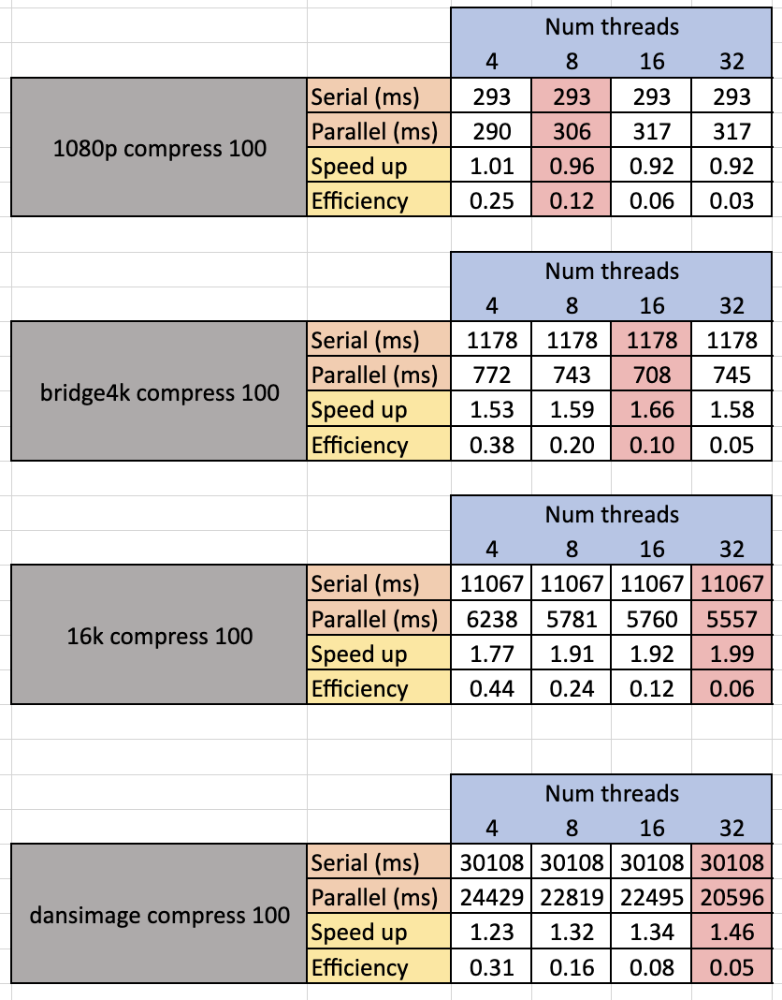 Num threads
4 8 16 32
Serial (ms) 293 293 293 293
1080p compress 100
Parallel (ms) 290 306 317 317
Speed up 1.01 0.96 0.92 0.92
Efficiency 0.25 0.12 0.06 0.03
Num threads
4 8 16 32
Serial (ms) 1178 1178 1178 1178
bridge4k compress 100
Parallel (ms) 772 743 708 745
Speed up 1.53 1.59 1.66 1.58
Efficiency 0.38 0.20 0.10 0.05
Num threads
4 8 16 32
Serial (ms) 11067 11067 11067 11067
16k compress 100
Parallel (ms) 6238 5781 5760 5557
Speed up 1.77 1.91 1.92 1.99
Efficiency 0.44 0.24 0.12 0.06
Num threads
4 8 16 32
Serial (ms) 30108 30108 30108 30108
dansimage compress 100
Parallel (ms) 24429 22819 22495 20596
Speed up 1.23 1.32 1.34 1.46
Efficiency 0.31 0.16 0.08 0.05